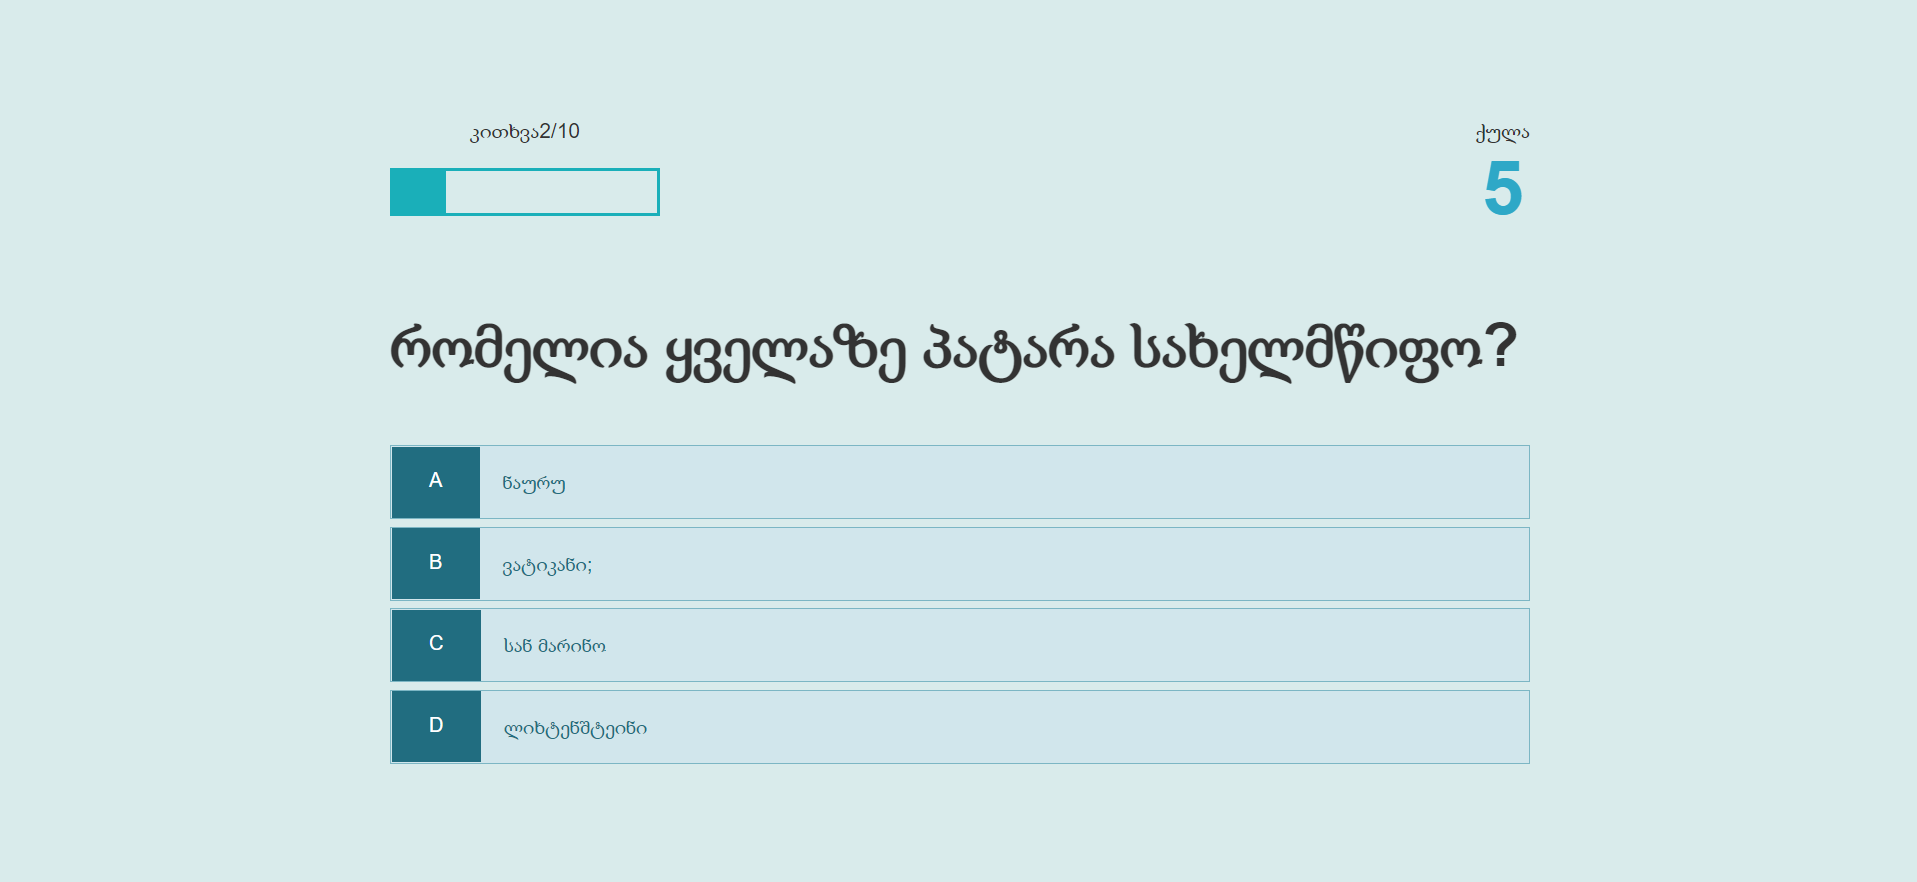 კითხვა2/10
ქულა
5
რომელია ყველაზე პატარა სახელმწიფო?
A ნაურუ
B ვატიკანი;
C სან მარინო
D ლიხტენშტეინი